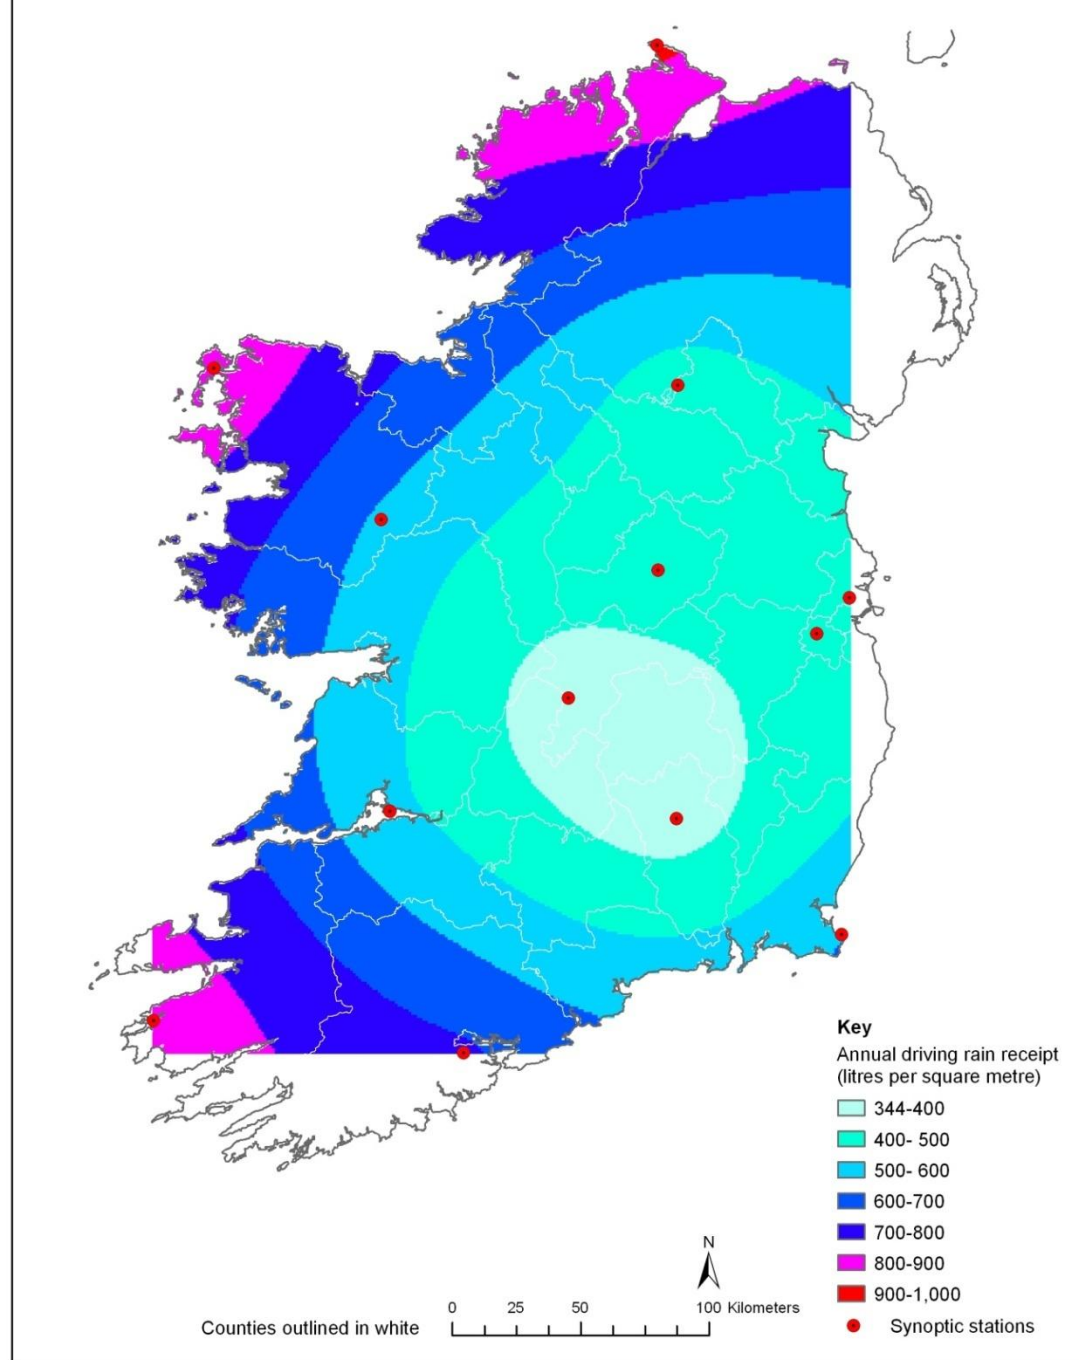 Key
Annual driving rain receipt
(litres per square metre)
344-400
400- 500
500- 600
600-700
700-800
800-900
900-1,000
Synoptic stations
N
0 25 50 100 Kilometers
Counties outlined in white